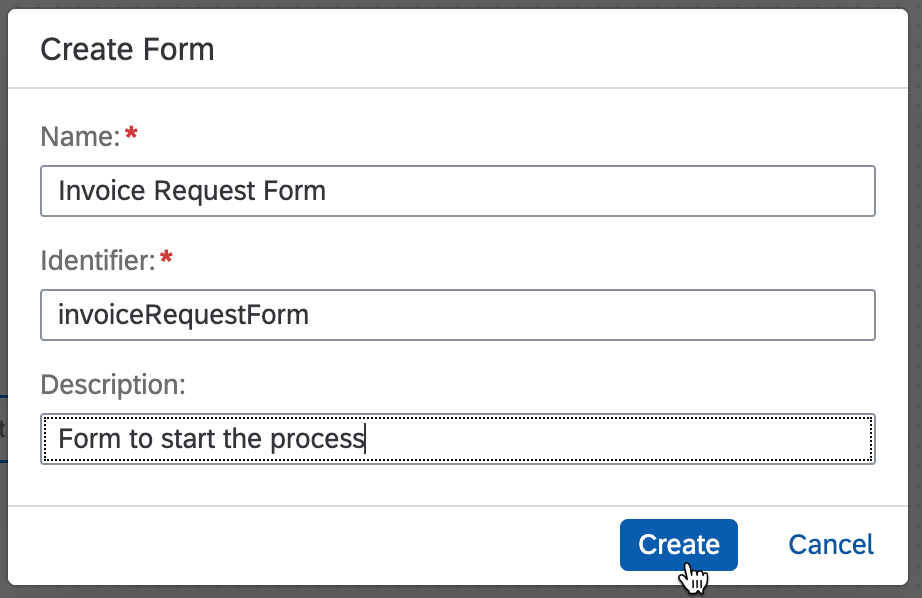 Create Form
Name:*
Invoice Request Form
Identifier:*
invoiceRequestForm
Description:
Form to start the process
Create Cancel